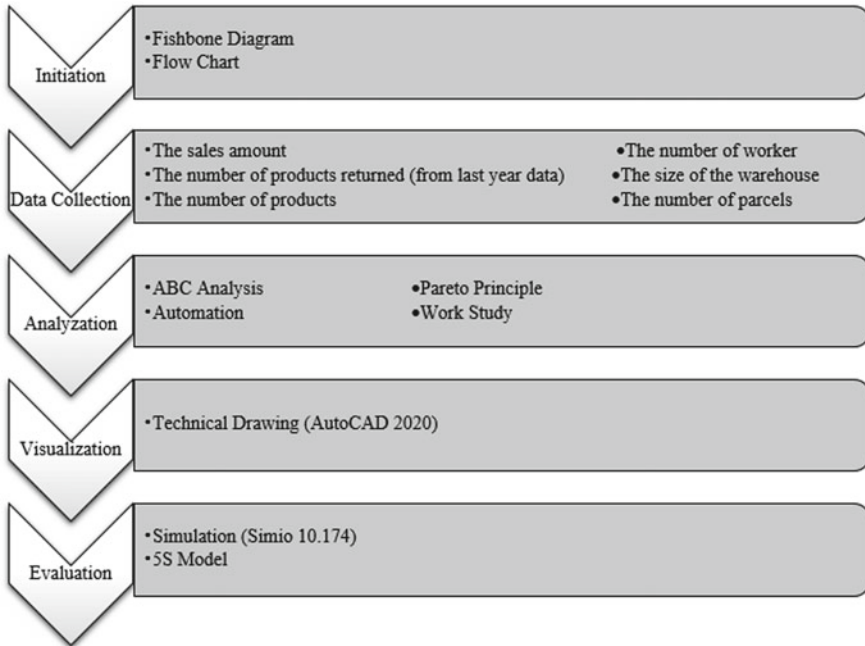 Initiation
•Fishbone Diagram
•Flow Chart
Data Collection
•The sales amount
•The number of products returned (from last year data)
•The number of products
•The number of worker
•The size of the warehouse
•The number of parcels
Analyzation
•ABC Analysis
•Automation
•Pareto Principle
•Work Study
Visualization
•Technical Drawing (AutoCAD 2020)
Evaluation
•Simulation (Simio 10.174)
•5S Model